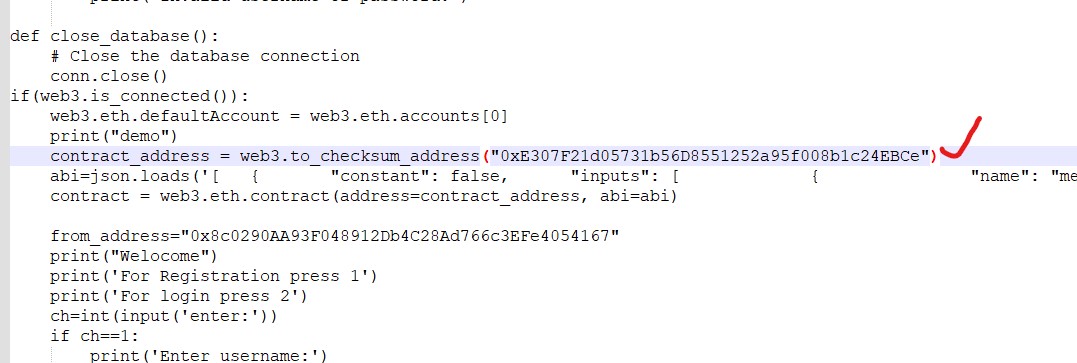 def close_database():
# Close the database connection
conn.close()
if(web3.is_connected()):
web3.eth.defaultAccount = web3.eth.accounts[0]
print("demo")
contract_address = web3.to_checksum_address("0xE307F21d05731b56D8551252a95f008b1c24EBCe")
abi=json.loads('[ { "constant": false, "inputs": [ { "name": "me
contract = web3.eth.contract(address=contract_address, abi=abi)
from_address="0x8c0290AA93F048912Db4C28Ad766c3EFe4054167"
print("Welocome")
print('For Registration press 1')
print('For login press 2')
ch=int(input('enter:'))
if ch==1:
print('Enter username:')